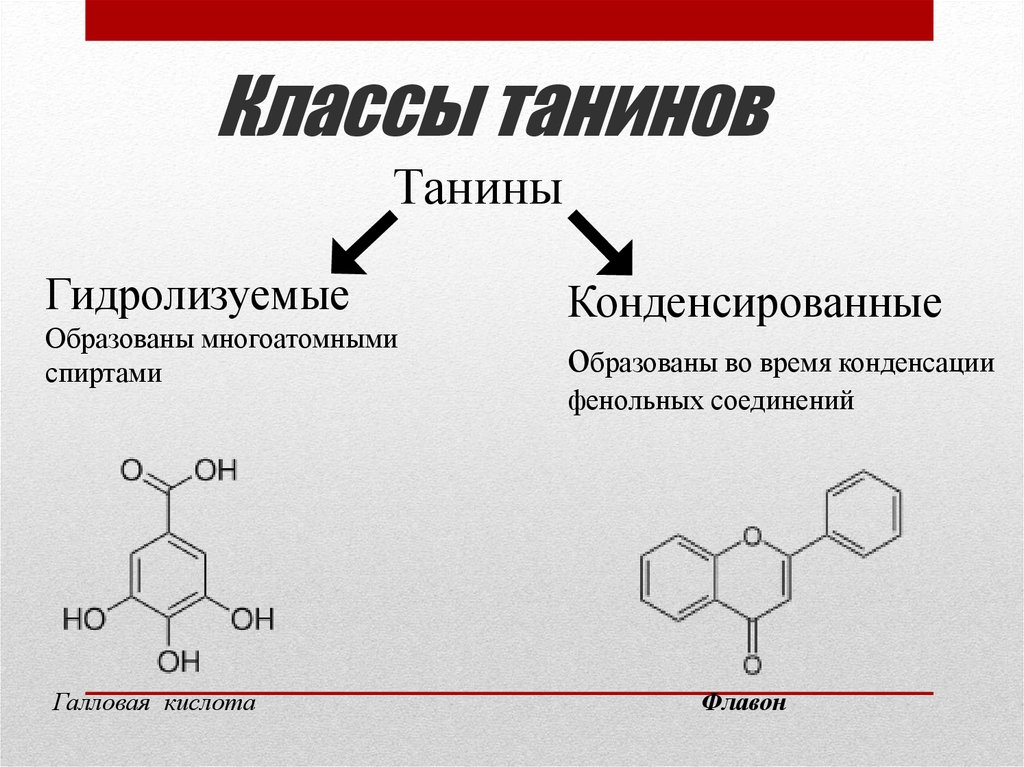 Классы танинов
Танины
Гидролизуемые
Образованы многоатомными
спиртами
Конденсированные
Образованы во время конденсации
фенольных соединений
O
OH
HO
OH
OH
O
O
Галловая кислота
Флавон